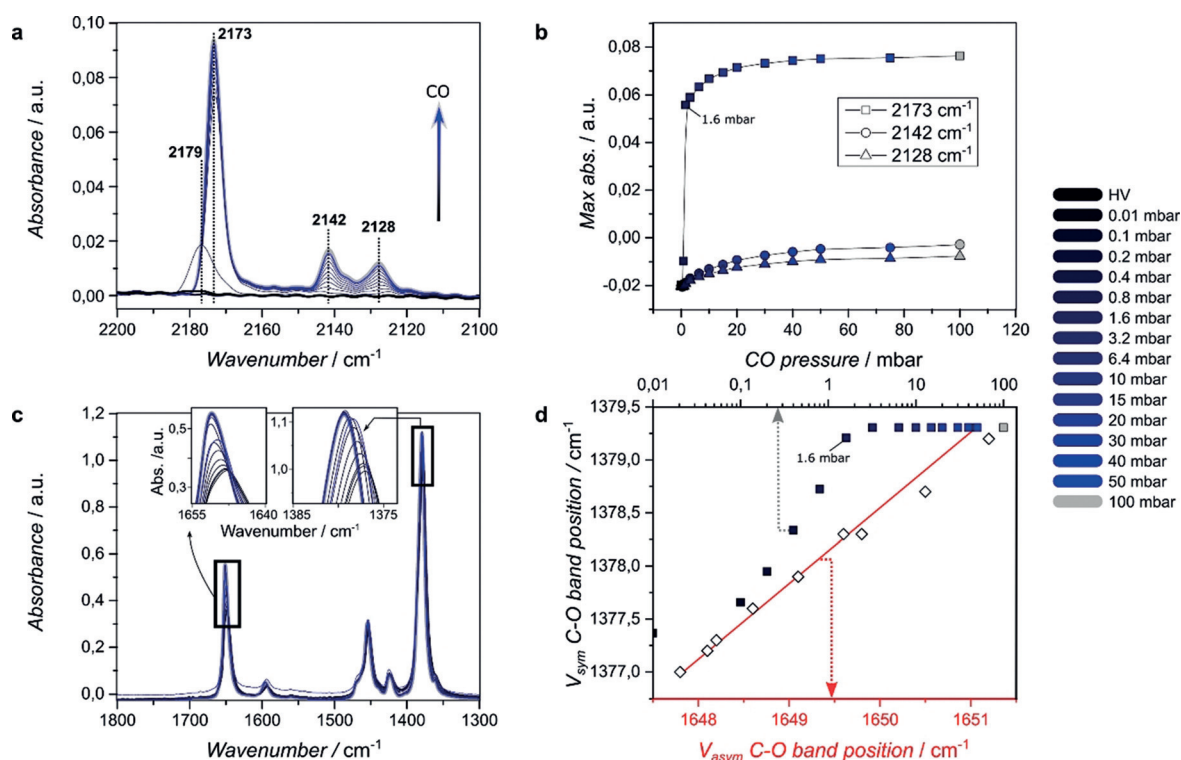 a
0,10
0,08
0,06
0,04
0,02
0,00
2173
2179
2142
2128
CO
2200
2180
2160
2140
2120
2100
Wavenumber / cm-1
Absorbance / a.u.
b
0,08
0,06
0,04
0,02
0,00
-0,02
1.6 mbar
2173 cm-1
2142 cm-1
2128 cm-1
0
20
40
60
80
100
120
CO pressure / mbar
Max abs. / a.u.
HV
0.01 mbar
0.1 mbar
0.2 mbar
0.4 mbar
0.8 mbar
1.6 mbar
3.2 mbar
6.4 mbar
10 mbar
15 mbar
20 mbar
30 mbar
40 mbar
50 mbar
100 mbar
c
1,2
1,0
0,8
0,6
0,4
0,2
0,0
0,5
0,4
0,3
Abs. /a.u.
1655
1640
1,1
1,0
1385
1375
Wavenumber / cm-1
1800
1700
1600
1500
1400
1300
Wavenumber / cm-1
Absorbance / a.u.
d
0,01
0,1
1
10
100
1379,5
1379,0
1378,5
1378,0
1377,5
1377,0
1.6 mbar
1648
1649
1650
1651
Vsym C-O band position / cm-1
Vasym C-O band position / cm-1